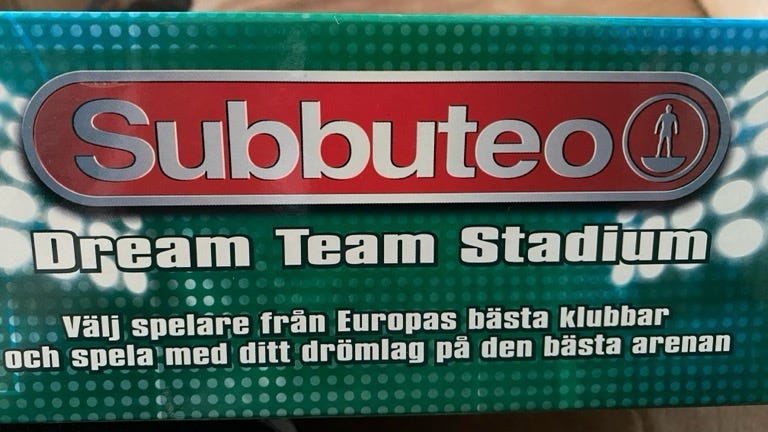 Subbuteo
Dream Team Stadium
Välj spelare från Europas bästa klubbar
och spela med ditt drömlag på den bästa arenan